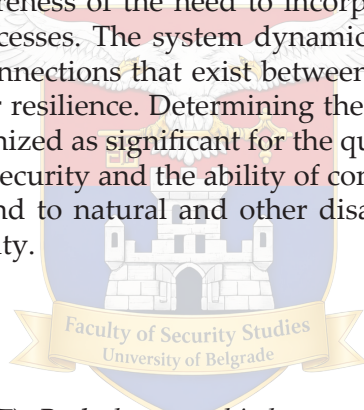 areness of the need to incorp
cesses. The system dynamic
nnections that exist between
r resilience. Determining the
nized as significant for the qu
ecurity and the ability of con
nd to natural and other disa
ity.
Faculty of Security Studies
University of Belgrade